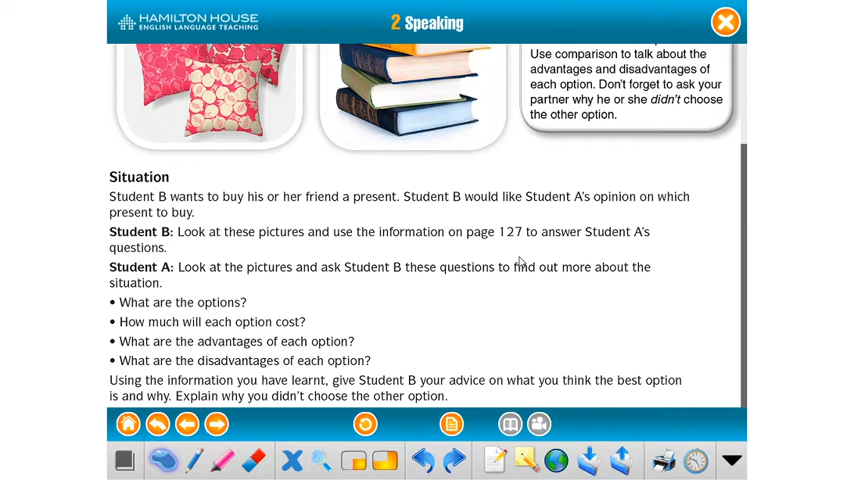 HAMILTON HOUSE
ENGLISH LANGUAGE TEACHING
2 Speaking
Use comparison to talk about the
advantages and disadvantages of
each option. Don't forget to ask your
partner why he or she didn't choose
the other option.
Situation
Student B wants to buy his or her friend a present. Student B would like Student A's opinion on which
present to buy.
Student B: Look at these pictures and use the information on page 127 to answer Student A's
questions.
Student A: Look at the pictures and ask Student B these questions to find out more about the
situation.
• What are the options?
• How much will each option cost?
• What are the advantages of each option?
• What are the disadvantages of each option?
Using the information you have learnt, give Student B your advice on what you think the best option
is and why. Explain why you didn't choose the other option.